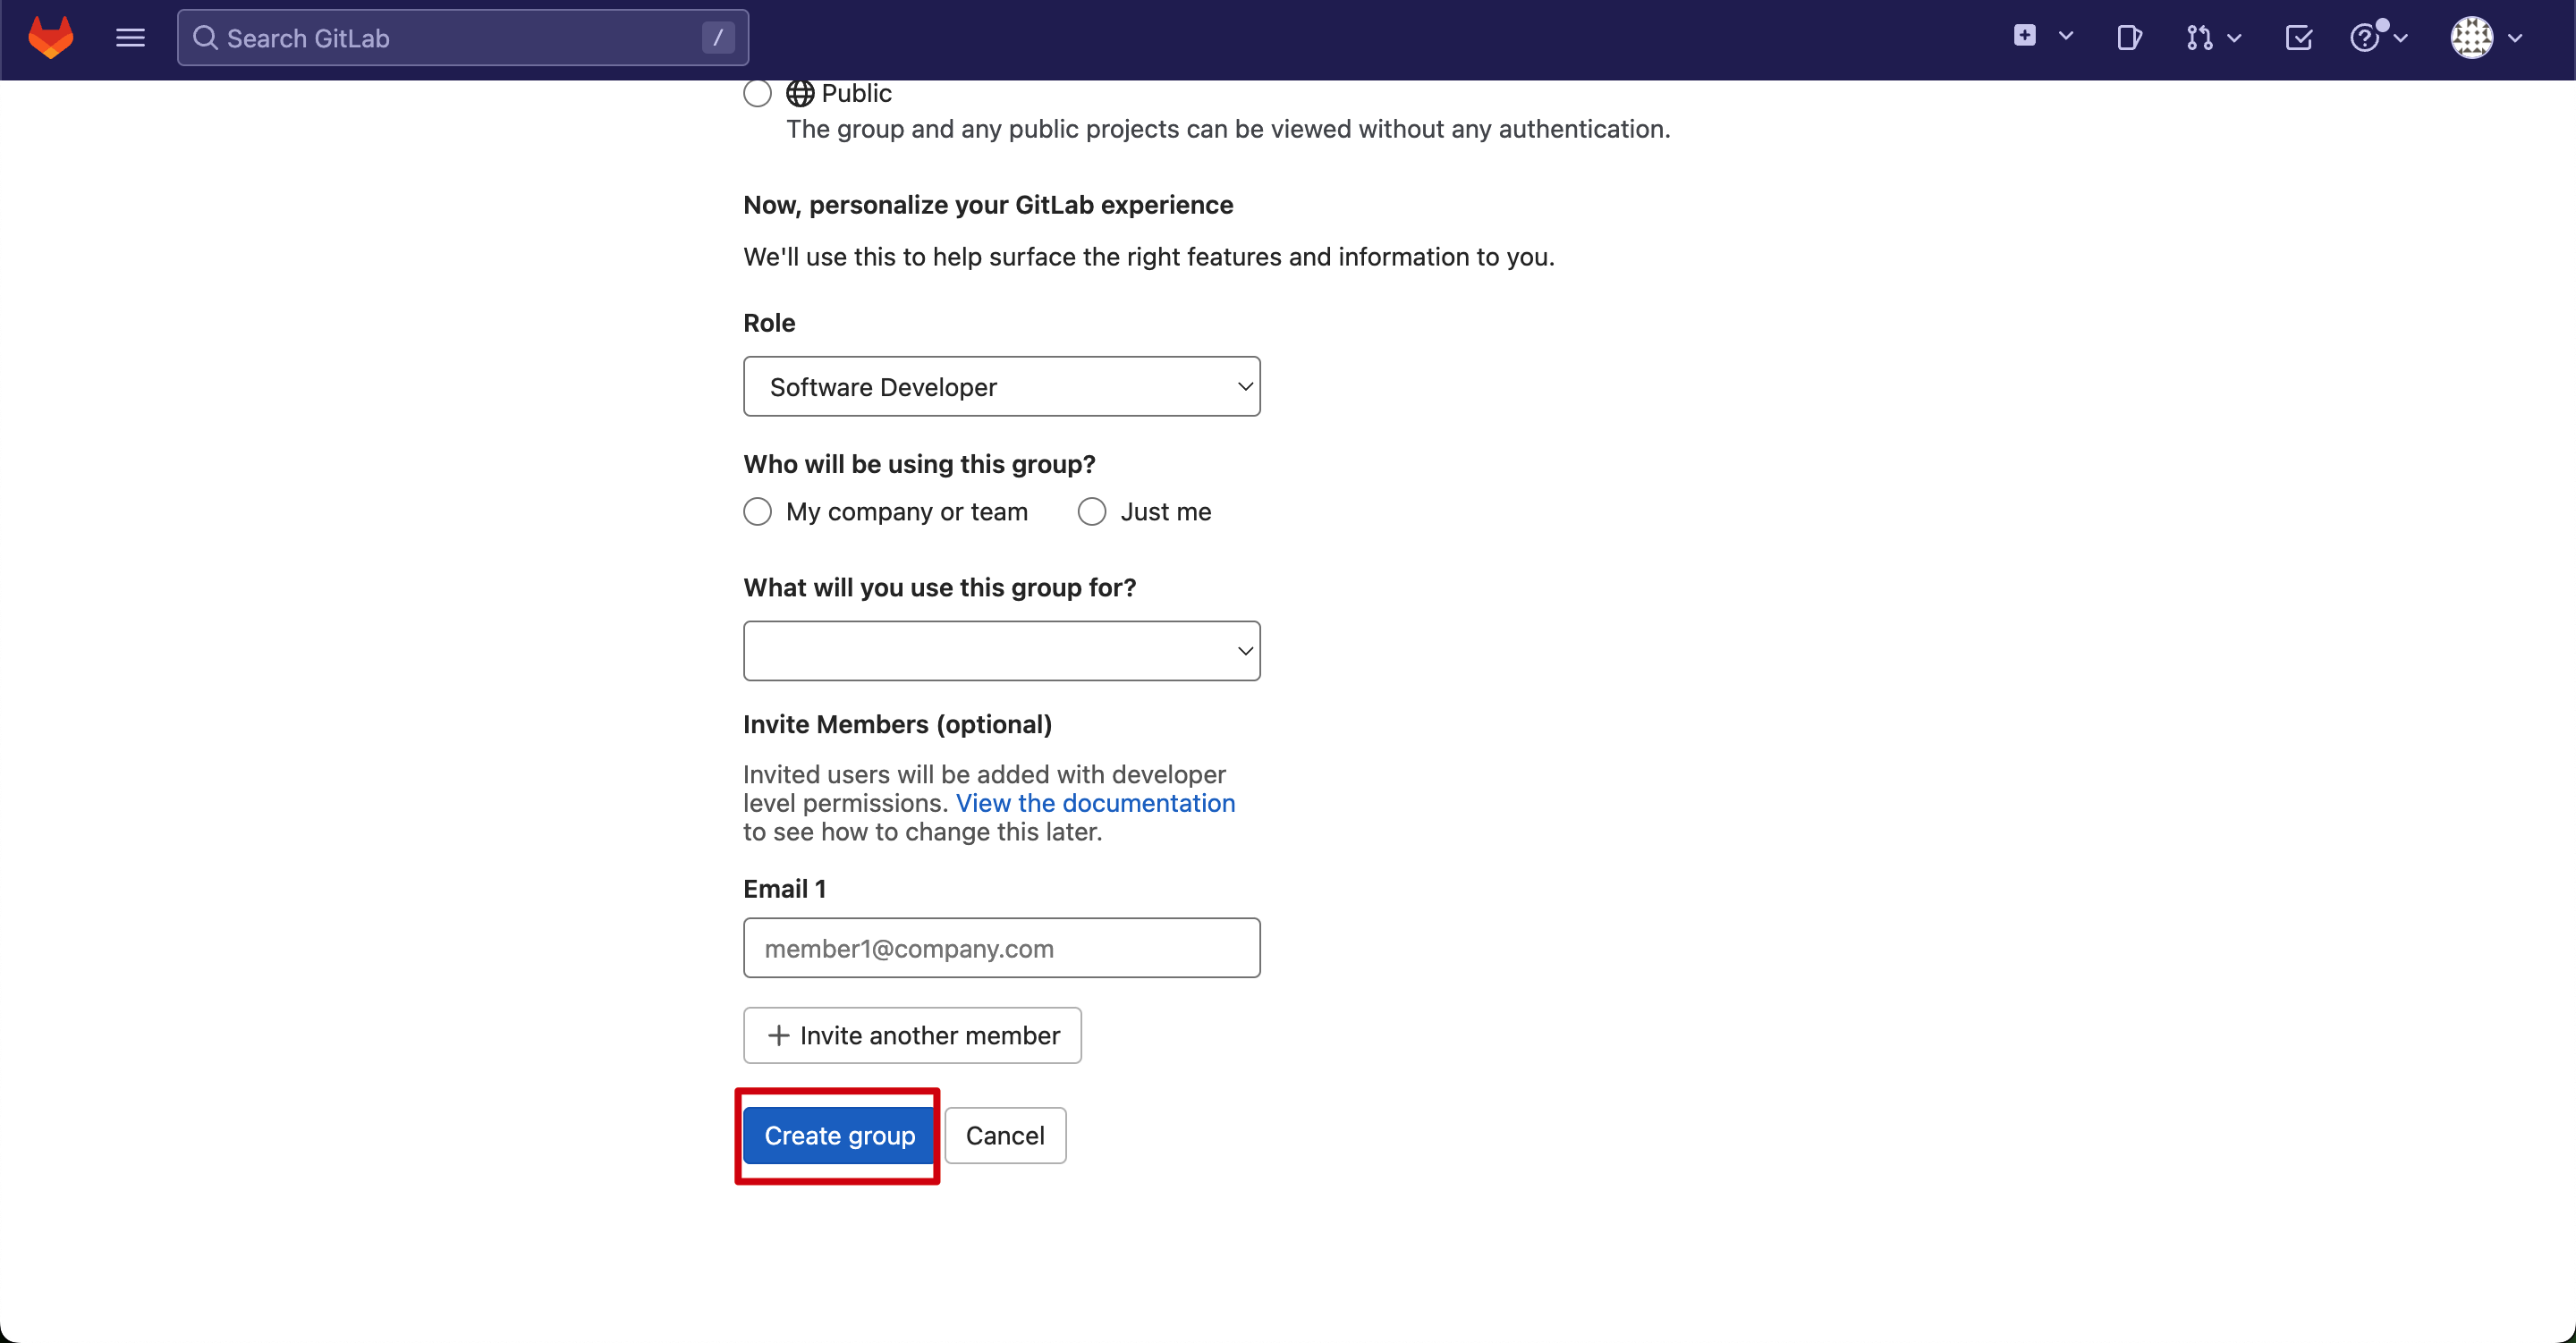 Search GitLab /
Public
The group and any public projects can be viewed without any authentication.
Now, personalize your GitLab experience
We'll use this to help surface the right features and information to you.
Role
Software Developer
Who will be using this group?
My company or team Just me
What will you use this group for?
Invite Members (optional)
Invited users will be added with developer
level permissions. View the documentation
to see how to change this later.
Email 1
member1@company.com
Invite another member
Create group Cancel